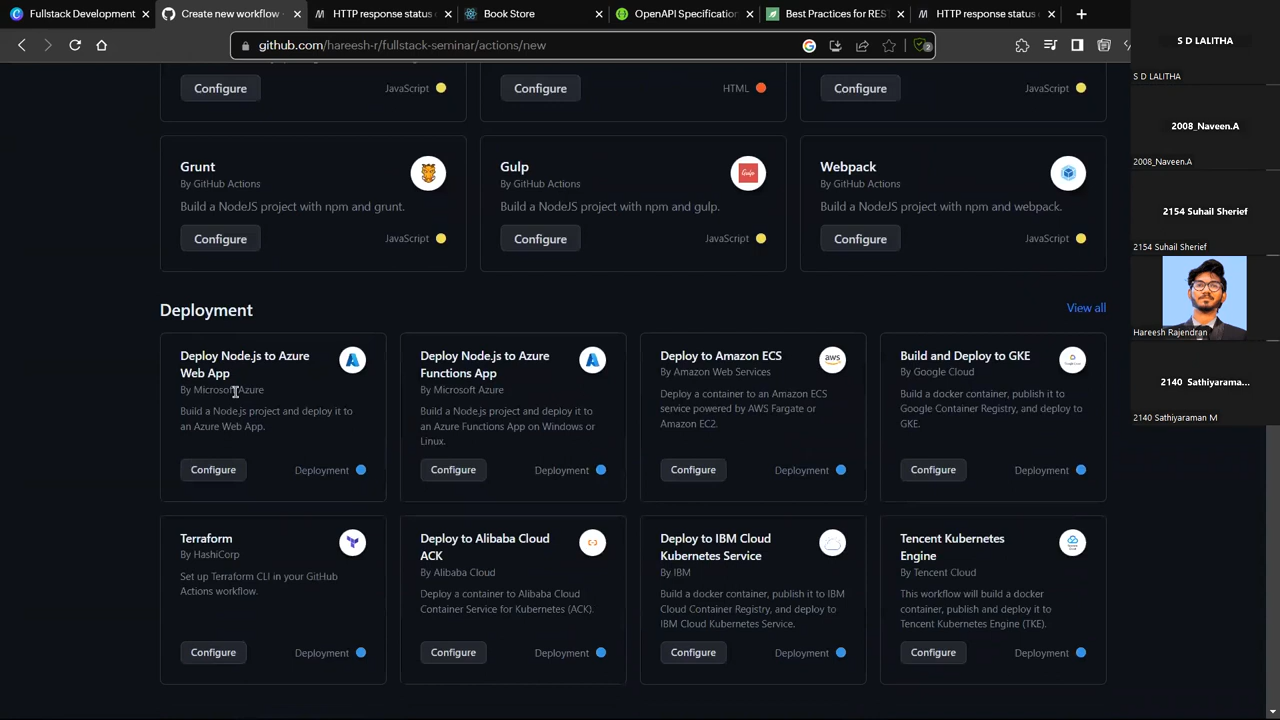 Fullstack Development
Create new workflow
HTTP response status
Book Store
OpenAPI Specification
Best Practices for RES
HTTP response status c
github.com/hareesh-r/fullstack-seminar/actions/new
2
Configure
JavaScript
Configure
HTML
Configure
JavaScript
Grunt
By GitHub Actions
Build a NodeJS project with npm and grunt.
Configure
JavaScript
Gulp
By GitHub Actions
Build a NodeJS project with npm and gulp.
Configure
JavaScript
Webpack
By GitHub Actions
Build a NodeJS project with npm and webpack.
Configure
JavaScript
Deployment
View all
Deploy Node.js to Azure
Web App
By Microsoft Azure
Build a Node.js project and deploy it to
an Azure Web App.
Configure
Deployment
Deploy Node.js to Azure
Functions App
By Microsoft Azure
Build a Node.js project and deploy it to
an Azure Functions App on Windows or
Linux.
Configure
Deployment
Deploy to Amazon ECS
aws
By Amazon Web Services
Deploy a container to an Amazon ECS
service powered by AWS Fargate or
Amazon EC2.
Configure
Deployment
Build and Deploy to GKE
By Google Cloud
Build a docker container, publish it to
Google Container Registry, and deploy to
GKE.
Configure
Deployment
Terraform
By HashiCorp
Set up Terraform CLI in your GitHub
Actions workflow.
Configure
Deployment
Deploy to Alibaba Cloud
ACK
By Alibaba Cloud
Deploy a container to Alibaba Cloud
Container Service for Kubernetes (ACK).
Configure
Deployment
Deploy to IBM Cloud
Kubernetes Service
By IBM
Build a docker container, publish it to IBM
Cloud Container Registry, and deploy to
IBM Cloud Kubernetes Service.
Configure
Deployment
Tencent Kubernetes
Engine
By Tencent Cloud
This workflow will build a docker
container, publish and deploy it to
Tencent Kubernetes Engine (TKE).
Configure
Deployment
S D LALITHA
S D LALITHA
2008_Naveen.A
2008_Naveen.A
2154 Suhail Sherief
2154 Suhail Sherief
Hareesh Rajendran
2140 Sathiyarama...
2140 Sathiyaraman M